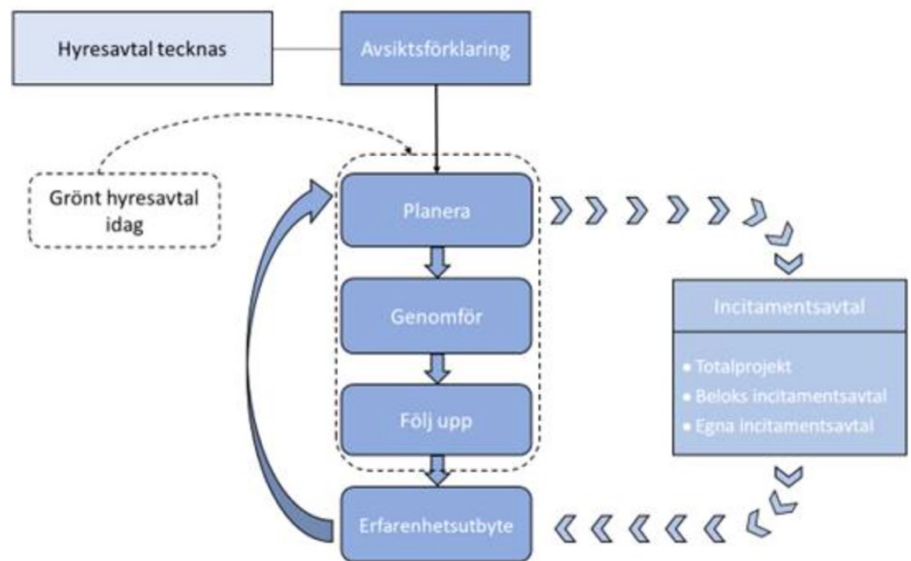 Hyresavtal tecknas
Avsiktsförklaring
Grönt hyresavtal
idag
Planera
Genomför
Följ upp
Erfarenhetsutbyte
Incitamentsavtal
• Totalprojekt
• Beloks incitamentsavtal
• Egna incitamentsavtal